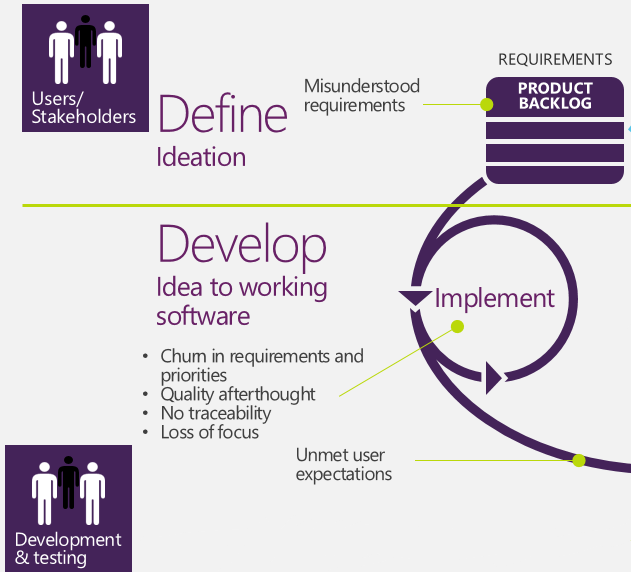 REQUIREMENTS
PRODUCT
BACKLOG
Misunderstood
requirements
Users/
Stakeholders
Define
Ideation
Develop
Idea to working
software
Implement
• Churn in requirements and
priorities
• Quality afterthought
• No traceability
• Loss of focus
Unmet user
expectations
Development
& testing